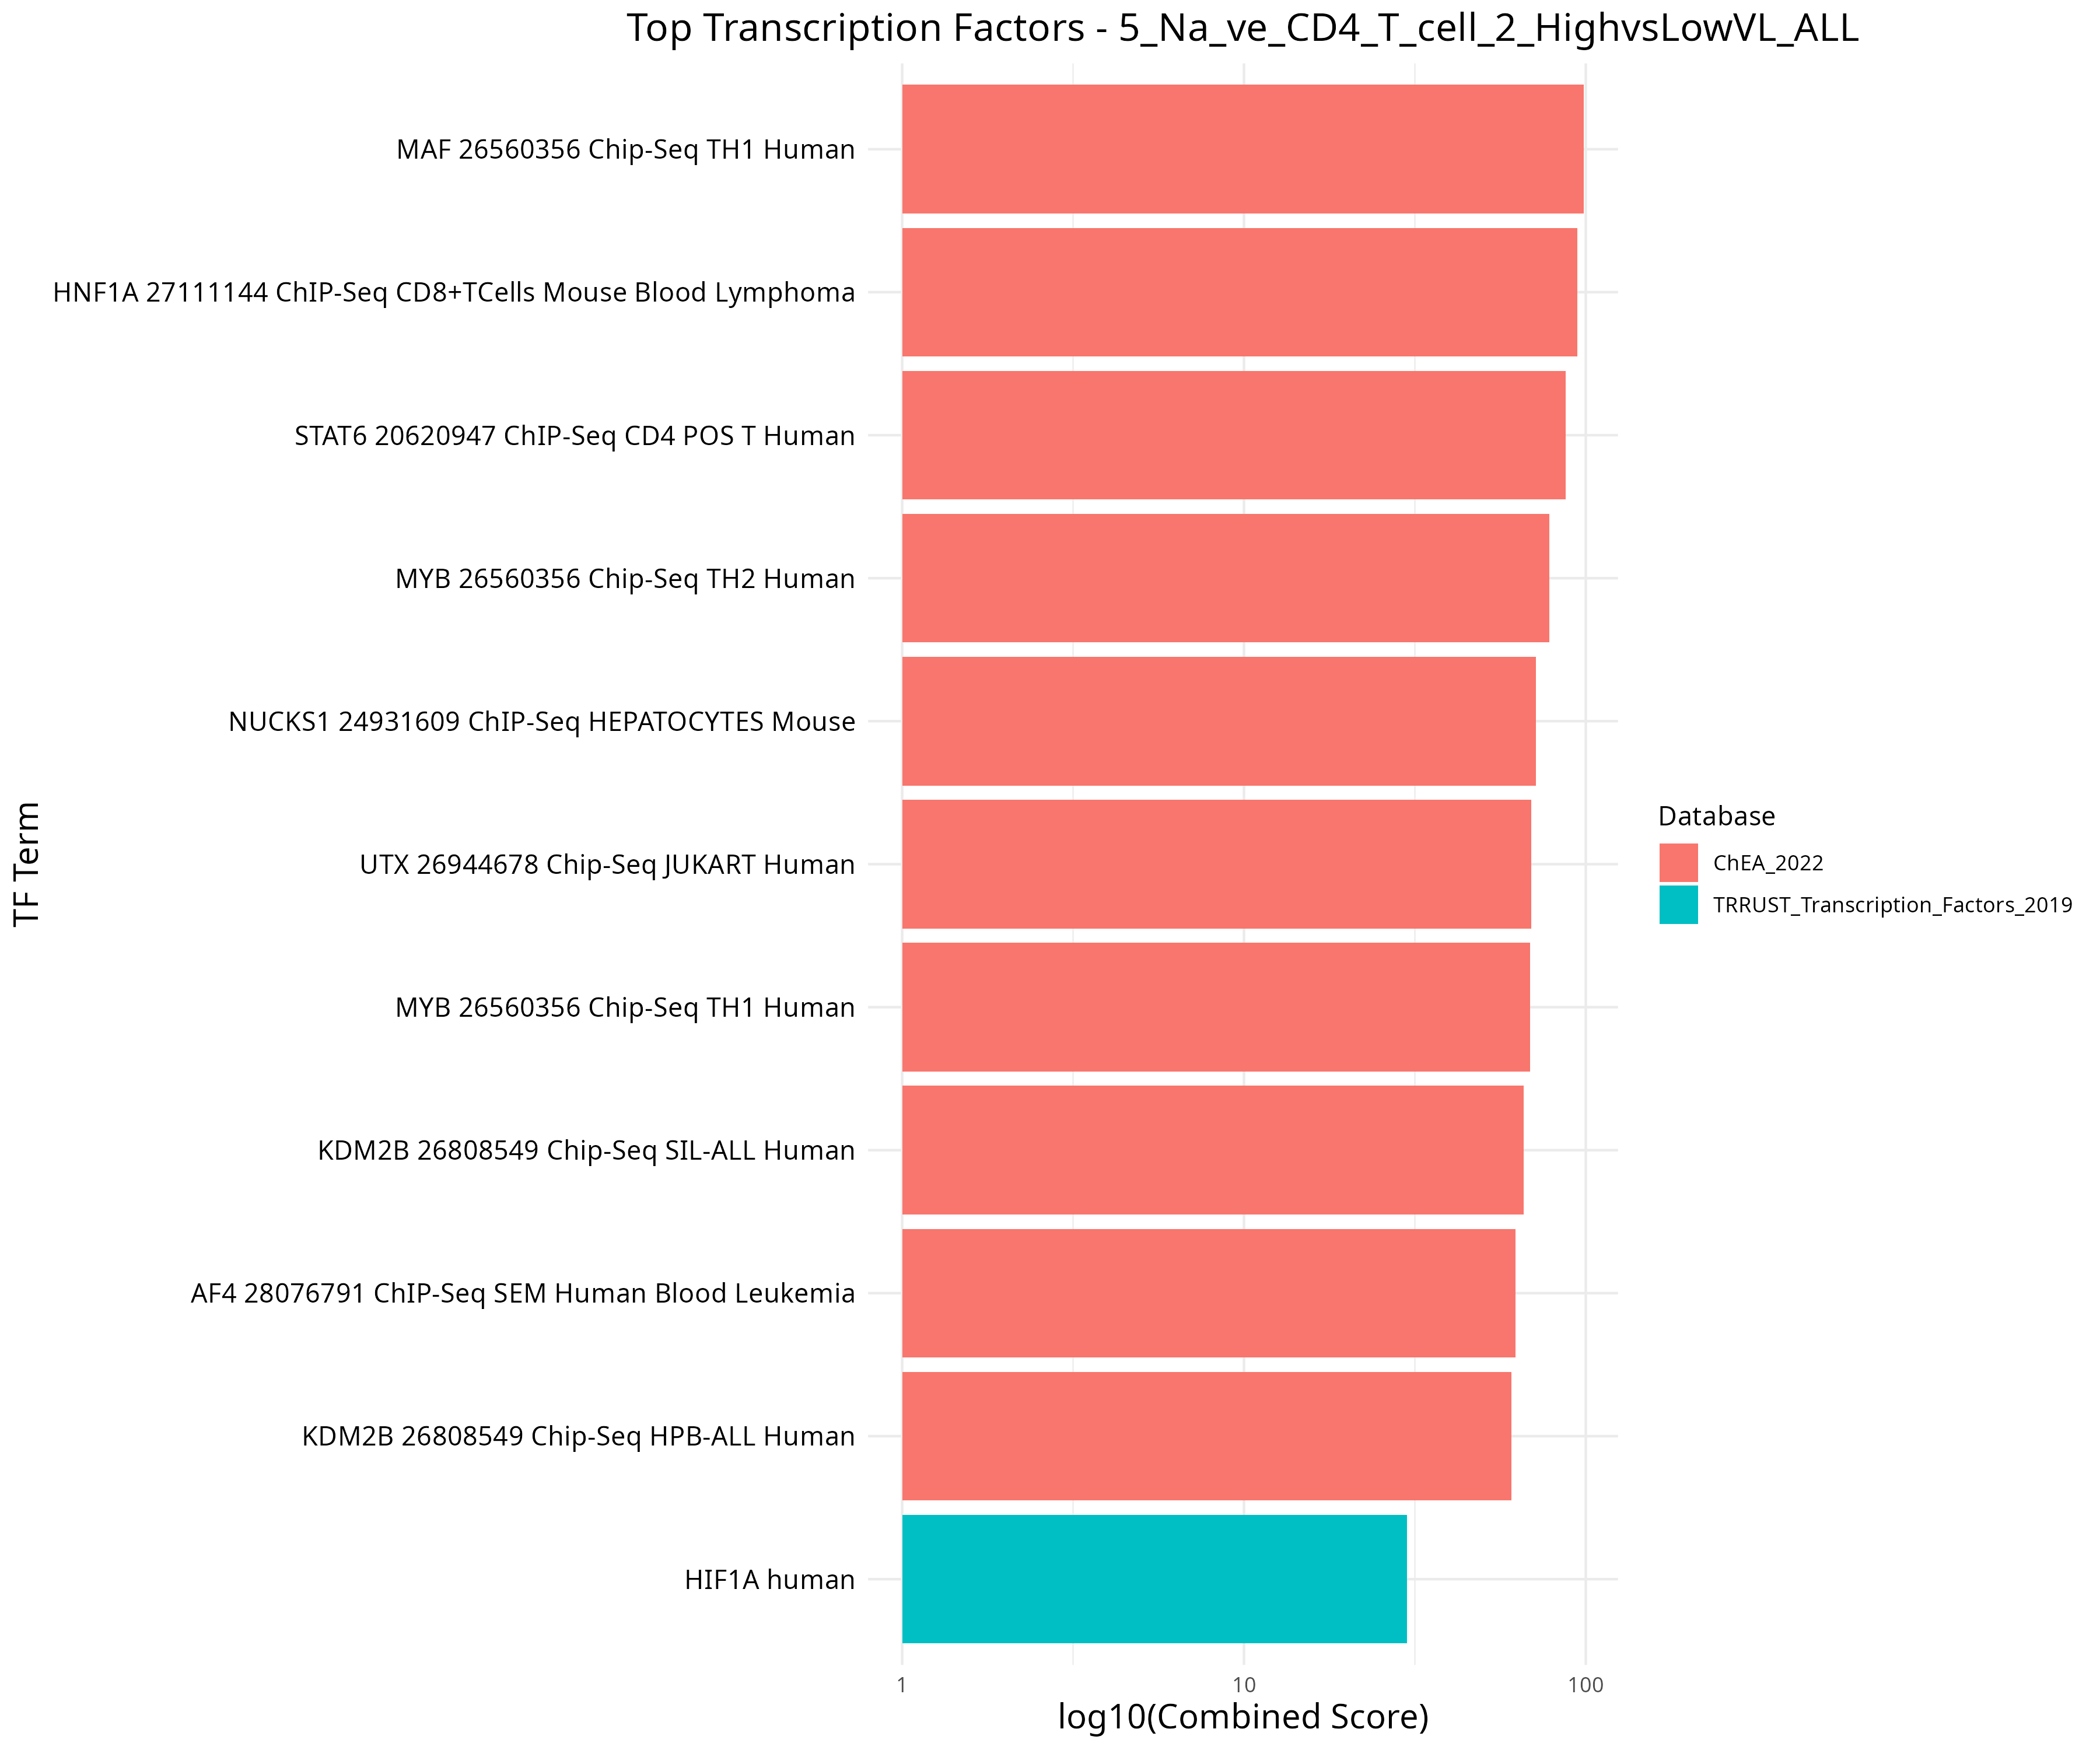 Top Transcription Factors - 5_Na_ve_CD4_T_cell_2_HighvsLowVL_ALL
TF Term
MAF 26560356 Chip-Seq TH1 Human
HNF1A 27111144 ChIP-Seq CD8+TCells Mouse Blood Lymphoma
STAT6 20620947 ChIP-Seq CD4 POS T Human
MYB 26560356 Chip-Seq TH2 Human
NUCKS1 24931609 ChIP-Seq HEPATOCYTES Mouse
UTX 26944678 Chip-Seq JUKART Human
MYB 26560356 Chip-Seq TH1 Human
KDM2B 26808549 Chip-Seq SIL-ALL Human
AF4 28076791 ChIP-Seq SEM Human Blood Leukemia
KDM2B 26808549 Chip-Seq HPB-ALL Human
HIF1A human
1 10 100
log10(Combined Score)
Database
ChEA_2022
TRRUST_Transcription_Factors_2019